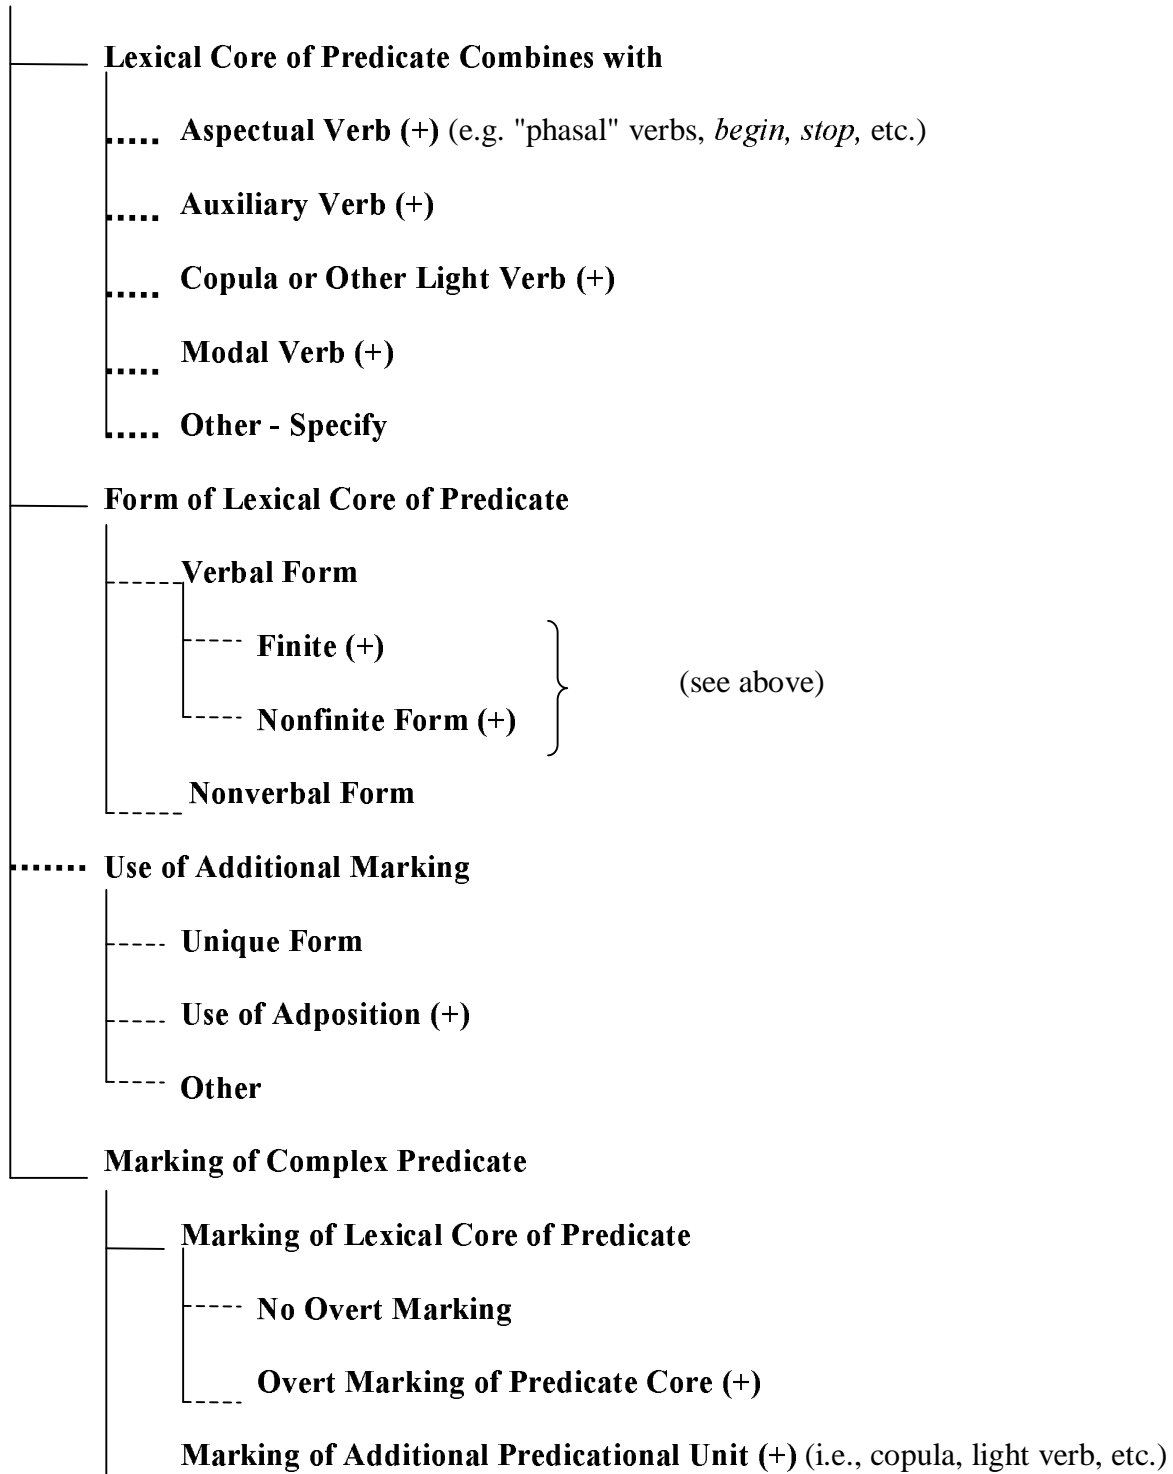 Lexical Core of Predicate Combines with
Aspectual Verb (+) (e.g. "phasal" verbs, begin, stop, etc.)
Auxiliary Verb (+)
Copula or Other Light Verb (+)
Modal Verb (+)
Other - Specify
Form of Lexical Core of Predicate
Verbal Form
Finite (+)
(see above)
Nonfinite Form (+)
Nonverbal Form
Use of Additional Marking
Unique Form
Use of Adposition (+)
Other
Marking of Complex Predicate
Marking of Lexical Core of Predicate
No Overt Marking
Overt Marking of Predicate Core (+)
Marking of Additional Predicational Unit (+) (i.e., copula, light verb, etc.)